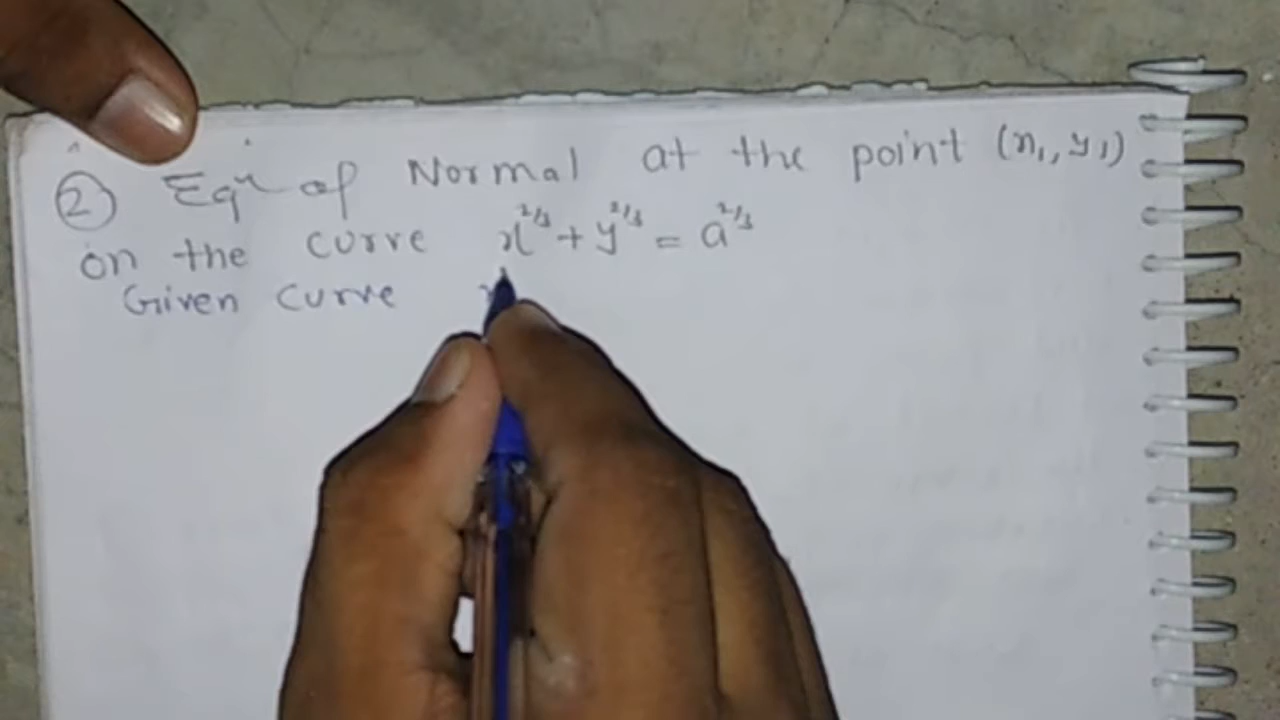 ② Eqn of Normal at the point (x₁, y₁)
on the curve x^2/3 + y^2/3 = a^2/3
Given curve